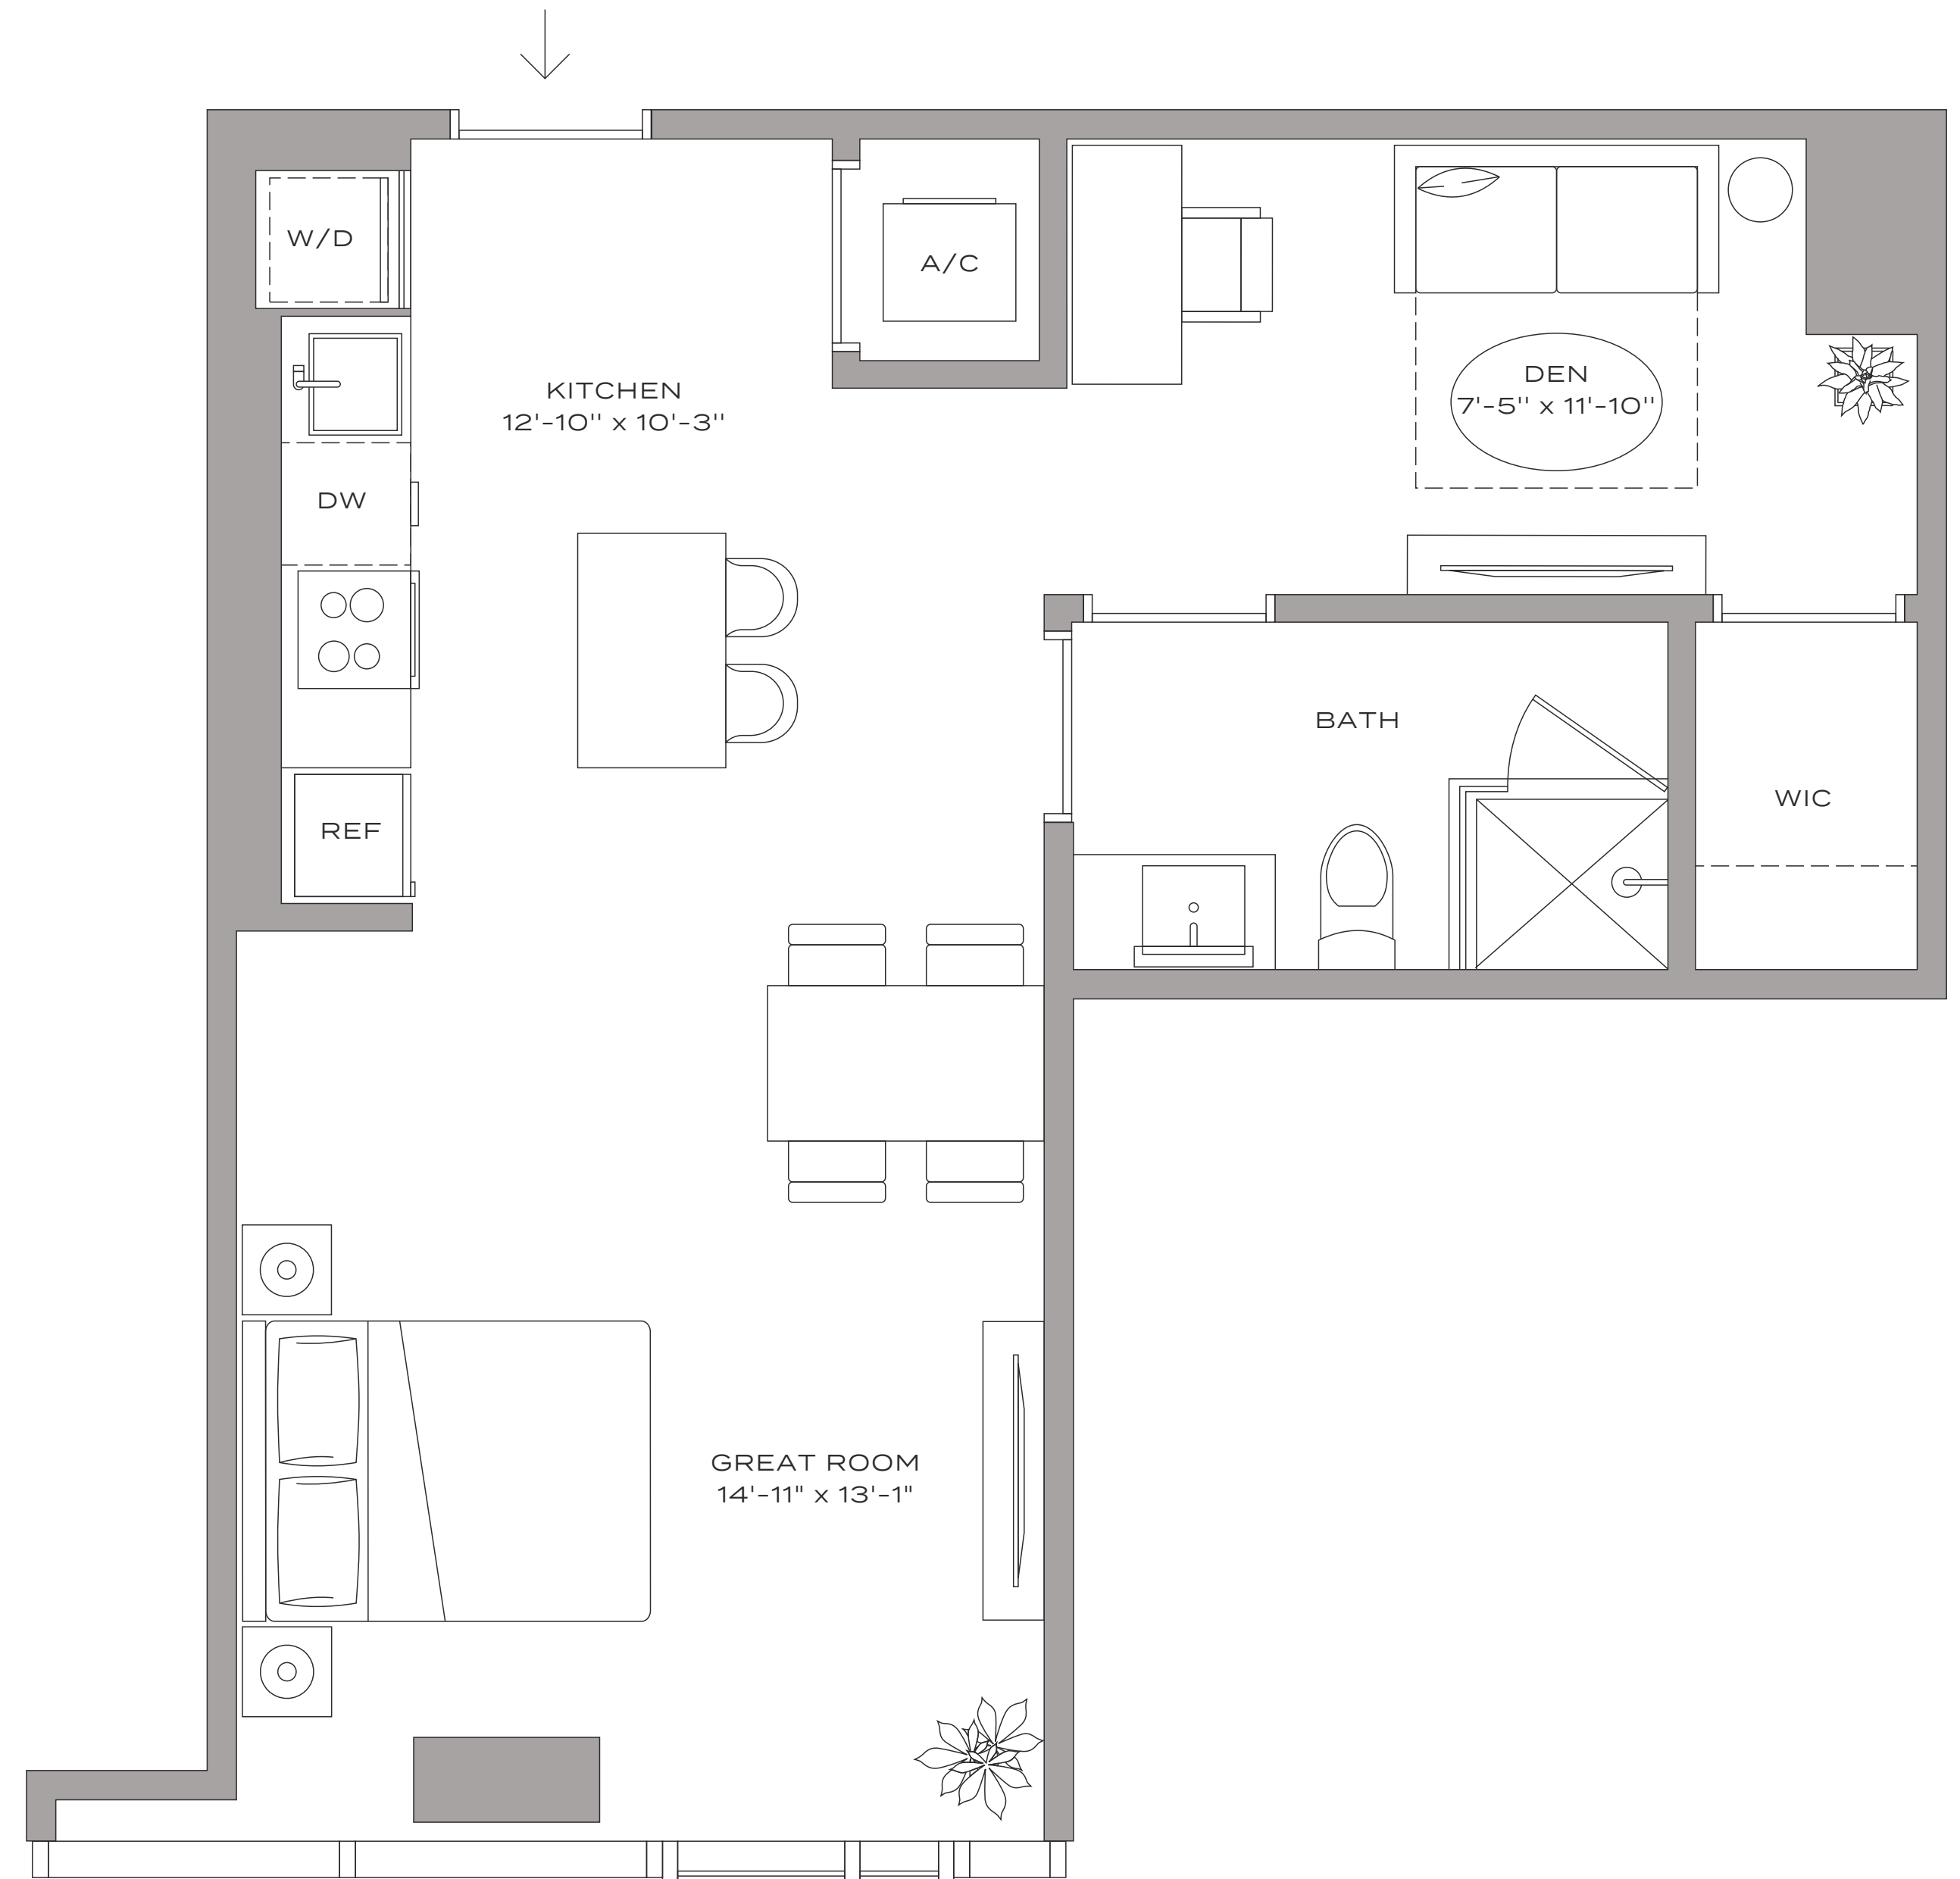 W/D
A/C
KITCHEN
12'-10" x 10'-3"
DEN
7'-5" x 11'-10"
DW
BATH
WIC
REF
GREAT ROOM
14'-11" x 13'-1"